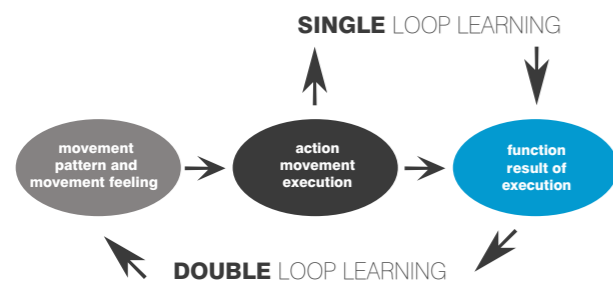 SINGLE LOOP LEARNING
movement
pattern and
movement feeling
action
movement
execution
function
result of
execution
DOUBLE LOOP LEARNING